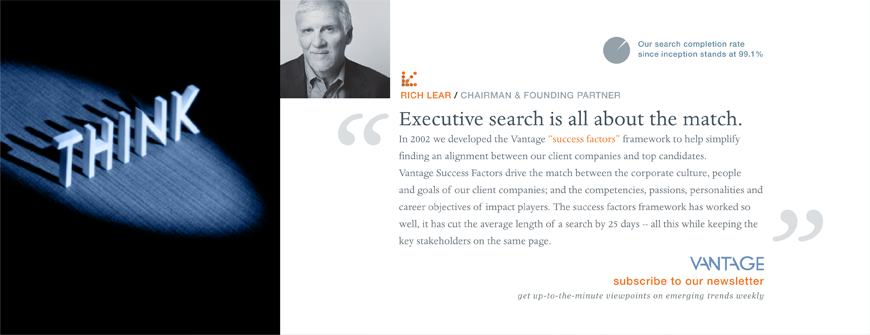 THINK
Our search completion rate
since inception stands at 99.1%
RICH LEAR / CHAIRMAN & FOUNDING PARTNER
“Executive search is all about the match.
In 2002 we developed the Vantage "success factors" framework to help simplify
finding an alignment between our client companies and top candidates.
Vantage Success Factors drive the match between the corporate culture, people
and goals of our client companies; and the competencies, passions, personalities and
career objectives of impact players. The success factors framework has worked so
well, it has cut the average length of a search by 25 days -- all this while keeping the
key stakeholders on the same page.”
VANTAGE
subscribe to our newsletter
get up-to-the-minute viewpoints on emerging trends weekly